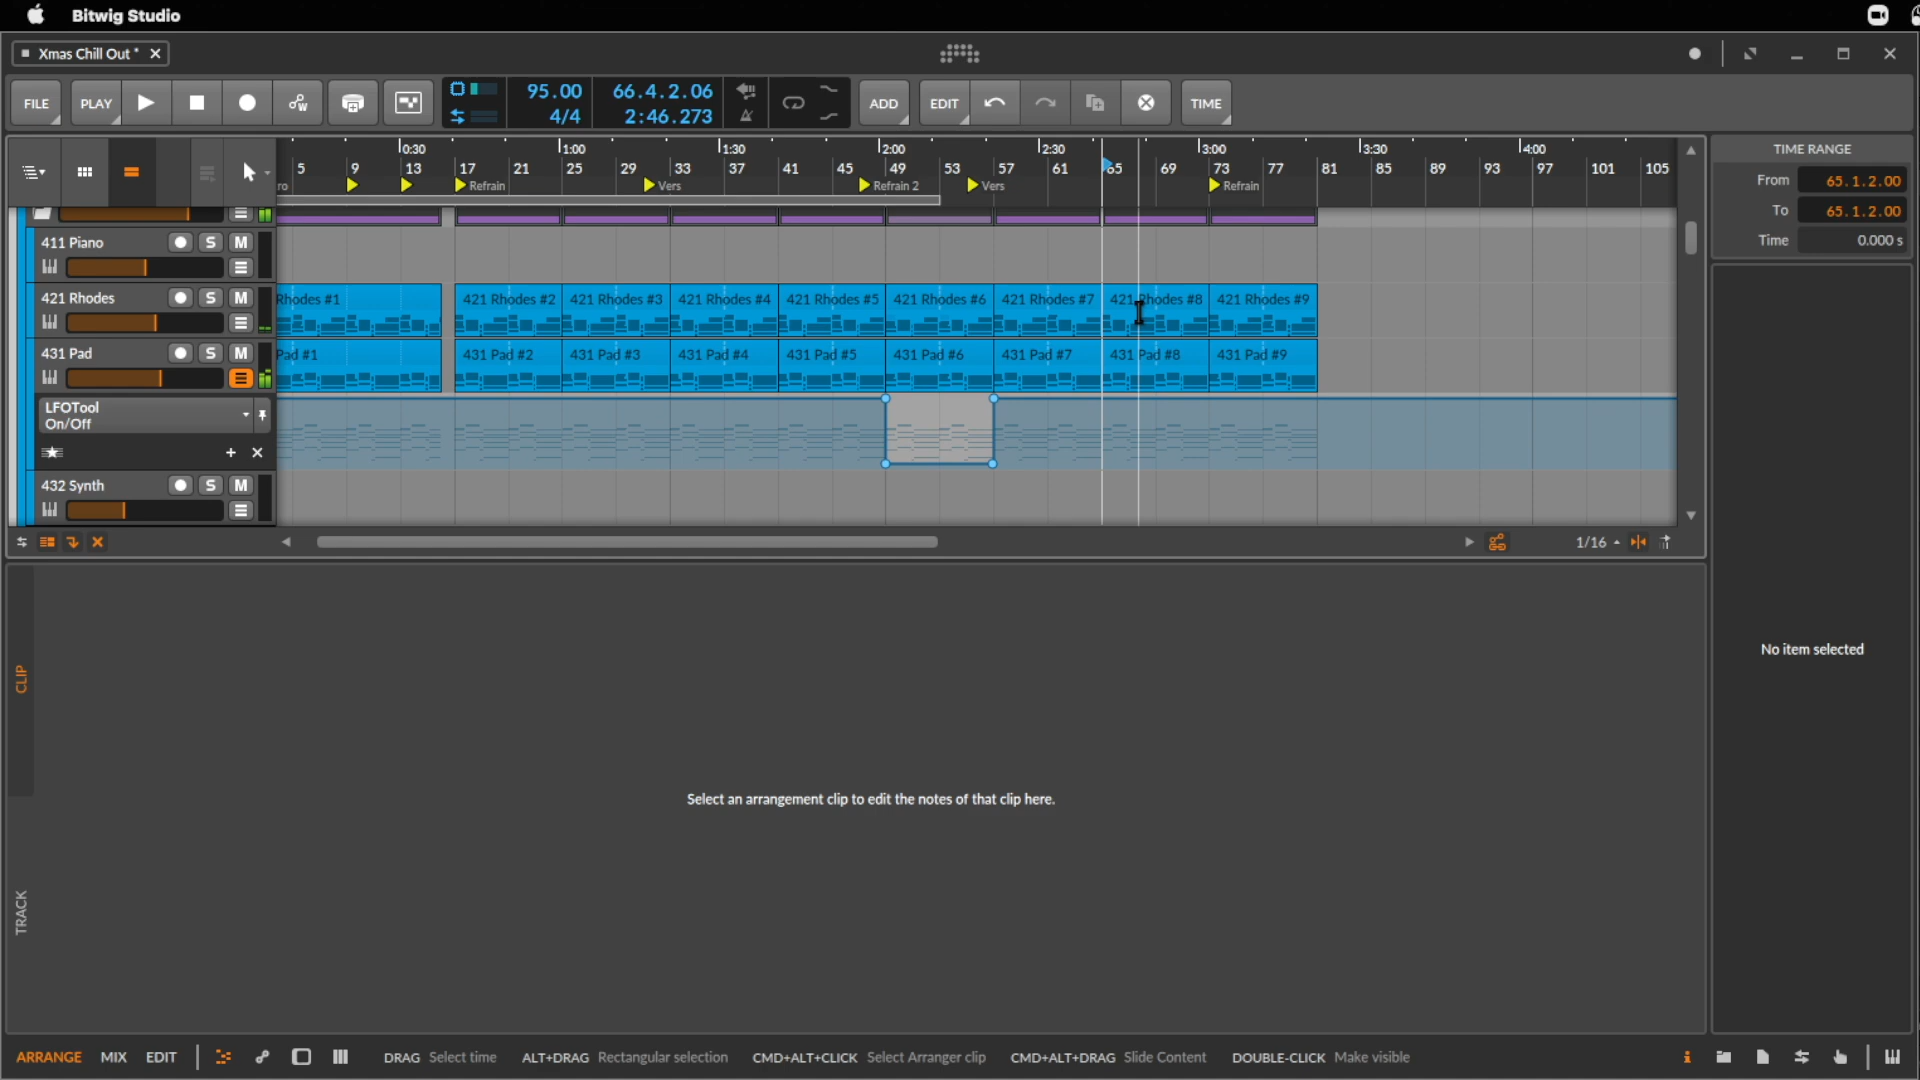 Bitwig Studio
Xmas Chill Out *
FILE PLAY 95.00 4/4 66.4.2.06 2:46.273 ADD EDIT TIME
0:30 1:00 1:30 2:00 2:30 3:00 3:30 4:00
5 9 13 17 21 25 29 33 37 41 45 49 53 57 61 65 69 73 77 81 85 89 93 97 101 105
ro Refrain Vers Refrain 2 Vers Refrain
TIME RANGE
From 65.1.2.00
To 65.1.2.00
Time 0.000 s
411 Piano S M
421 Rhodes S M
Rhodes #1 421 Rhodes #2 421 Rhodes #3 421 Rhodes #4 421 Rhodes #5 421 Rhodes #6 421 Rhodes #7 421 Rhodes #8 421 Rhodes #9
431 Pad S M
Pad #1 431 Pad #2 431 Pad #3 431 Pad #4 431 Pad #5 431 Pad #6 431 Pad #7 431 Pad #8 431 Pad #9
LFOTool
On/Off
432 Synth S M
1/16
CLIP
TRACK
Select an arrangement clip to edit the notes of that clip here.
No item selected
ARRANGE MIX EDIT DRAG Select time ALT+DRAG Rectangular selection CMD+ALT+CLICK Select Arranger clip CMD+ALT+DRAG Slide Content DOUBLE-CLICK Make visible